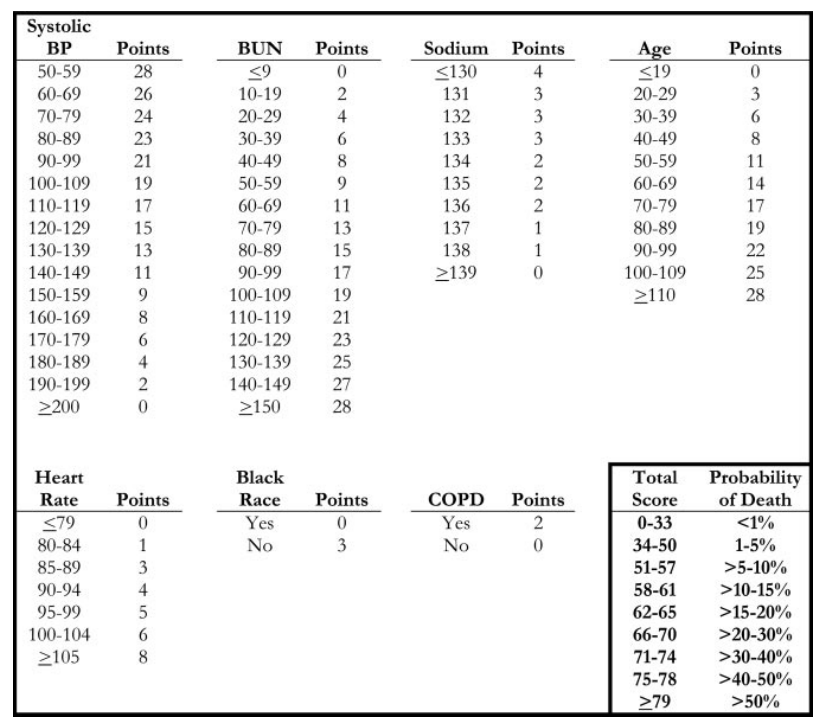 Systolic
BP Points BUN Points Sodium Points Age Points
50-59 28 ≤9 0 ≤130 4 ≤19 0
60-69 26 10-19 2 131 3 20-29 3
70-79 24 20-29 4 132 3 30-39 6
80-89 23 30-39 6 133 3 40-49 8
90-99 21 40-49 8 134 2 50-59 11
100-109 19 50-59 9 135 2 60-69 14
110-119 17 60-69 11 136 2 70-79 17
120-129 15 70-79 13 137 1 80-89 19
130-139 13 80-89 15 138 1 90-99 22
140-149 11 90-99 17 ≥139 0 100-109 25
150-159 9 100-109 19 ≥110 28
160-169 8 110-119 21
170-179 6 120-129 23
180-189 4 130-139 25
190-199 2 140-149 27
≥200 0 ≥150 28
Heart Black Total Probability
Rate Points Race Points COPD Points Score of Death
≤79 0 Yes 0 Yes 2 0-33 <1%
80-84 1 No 3 No 0 34-50 1-5%
85-89 3 51-57 >5-10%
90-94 4 58-61 >10-15%
95-99 5 62-65 >15-20%
100-104 6 66-70 >20-30%
≥105 8 71-74 >30-40%
75-78 >40-50%
≥79 >50%